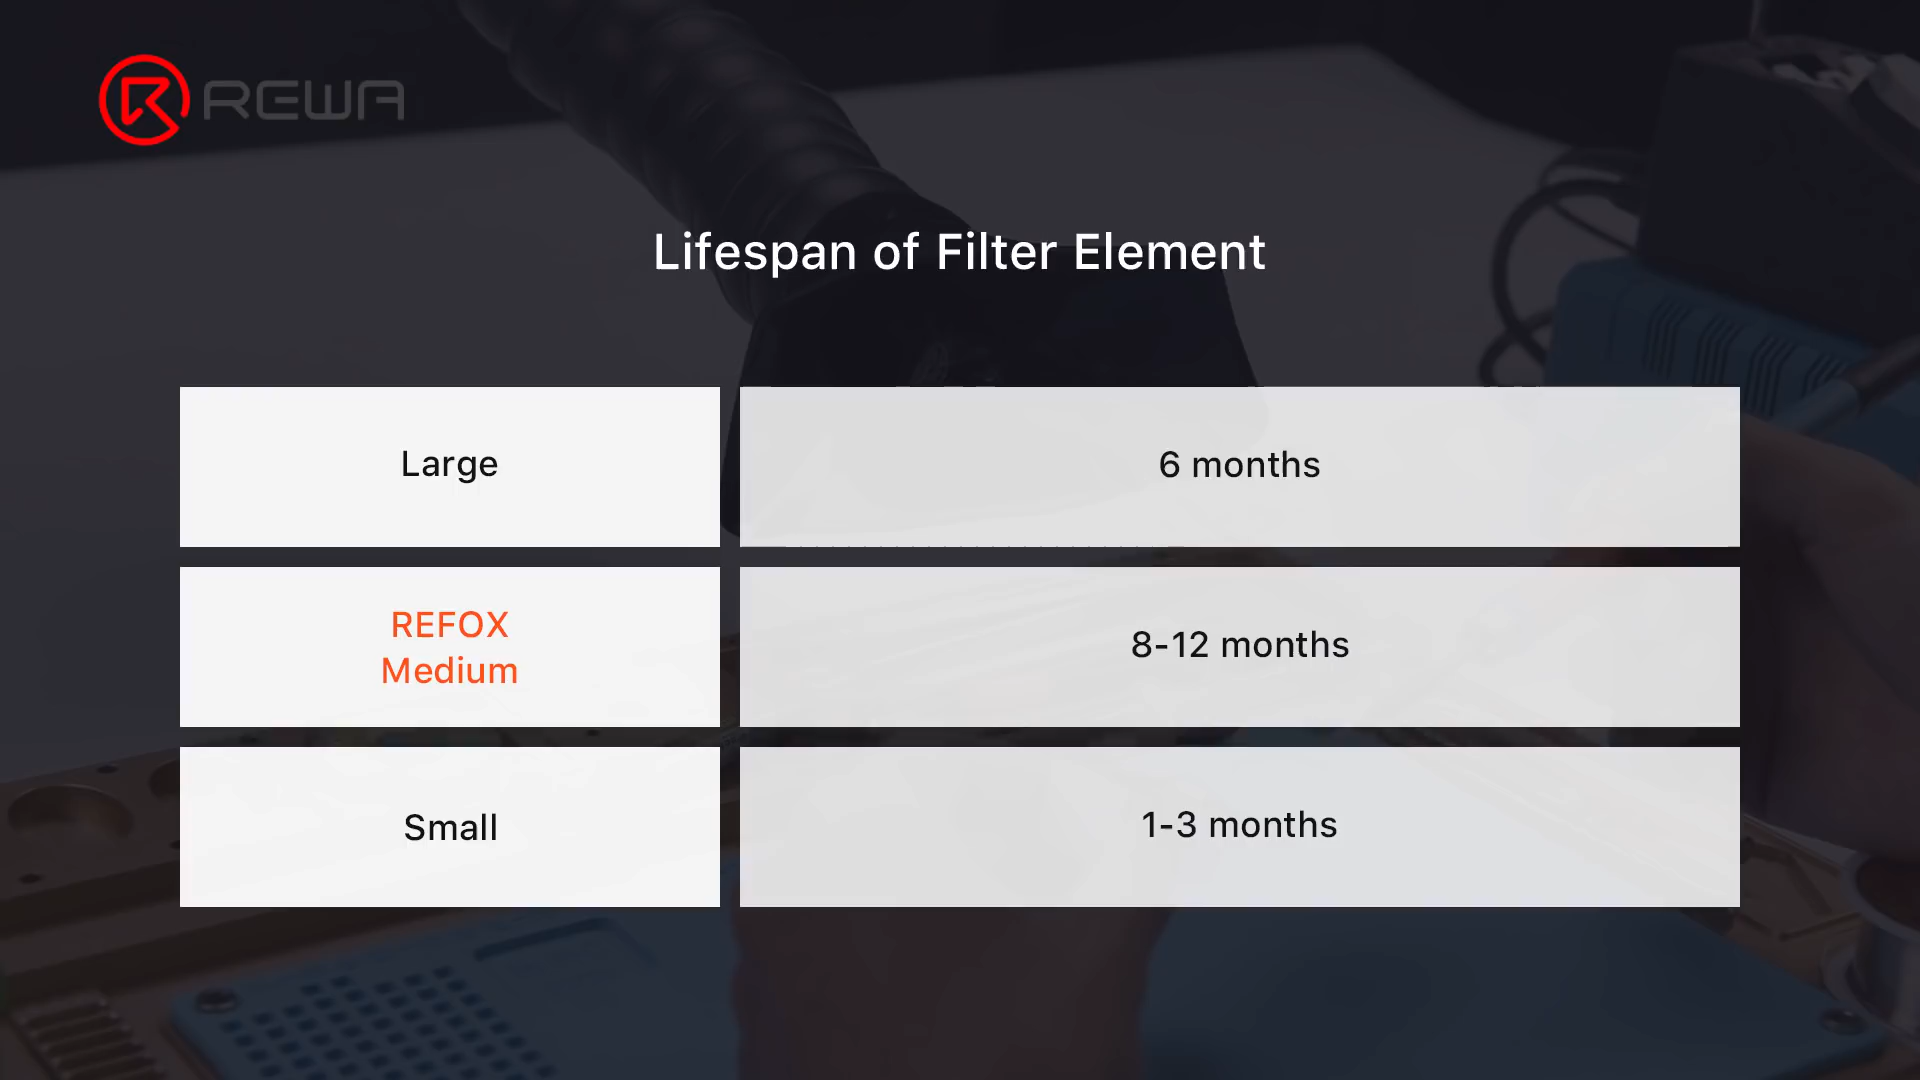 REWA
Lifespan of Filter Element
Large
6 months
REFOX
Medium
8-12 months
Small
1-3 months